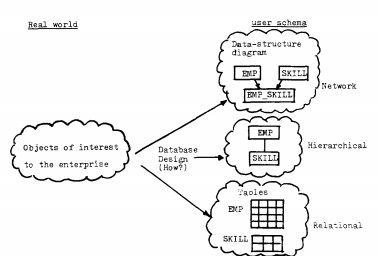 Real world
user schema
Data-structure
diagram
EMP
SKILL
EMP_SKILL
Network
Objects of interest
to the enterprise
Database
Design
(How?)
EMP
SKILL
Hierarchical
Tables
EMP
SKILL
Relational